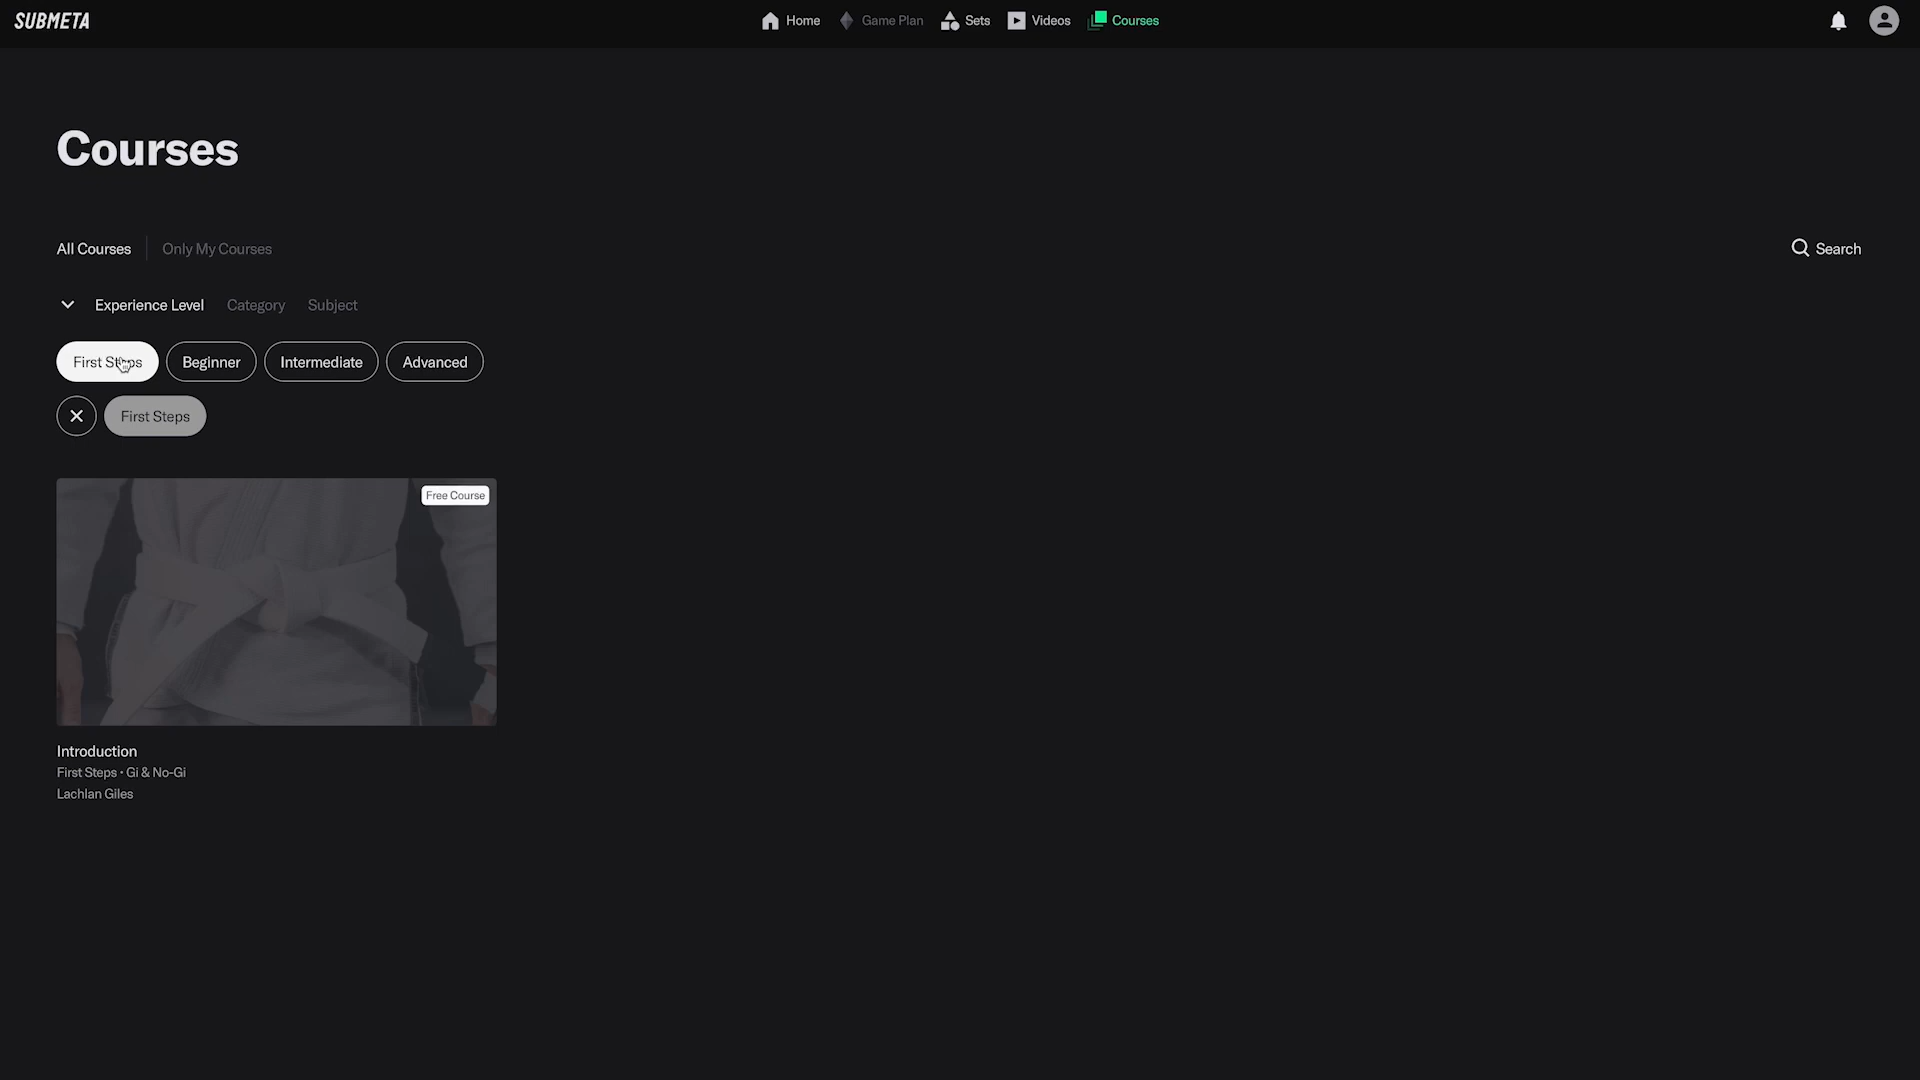 SUBMETA
Home
Game Plan
Sets
Videos
Courses
Courses
All Courses
Only My Courses
Search
Experience Level
Category
Subject
First Steps
Beginner
Intermediate
Advanced
First Steps
Free Course
Introduction
First Steps • Gi & No-Gi
Lachlan Giles